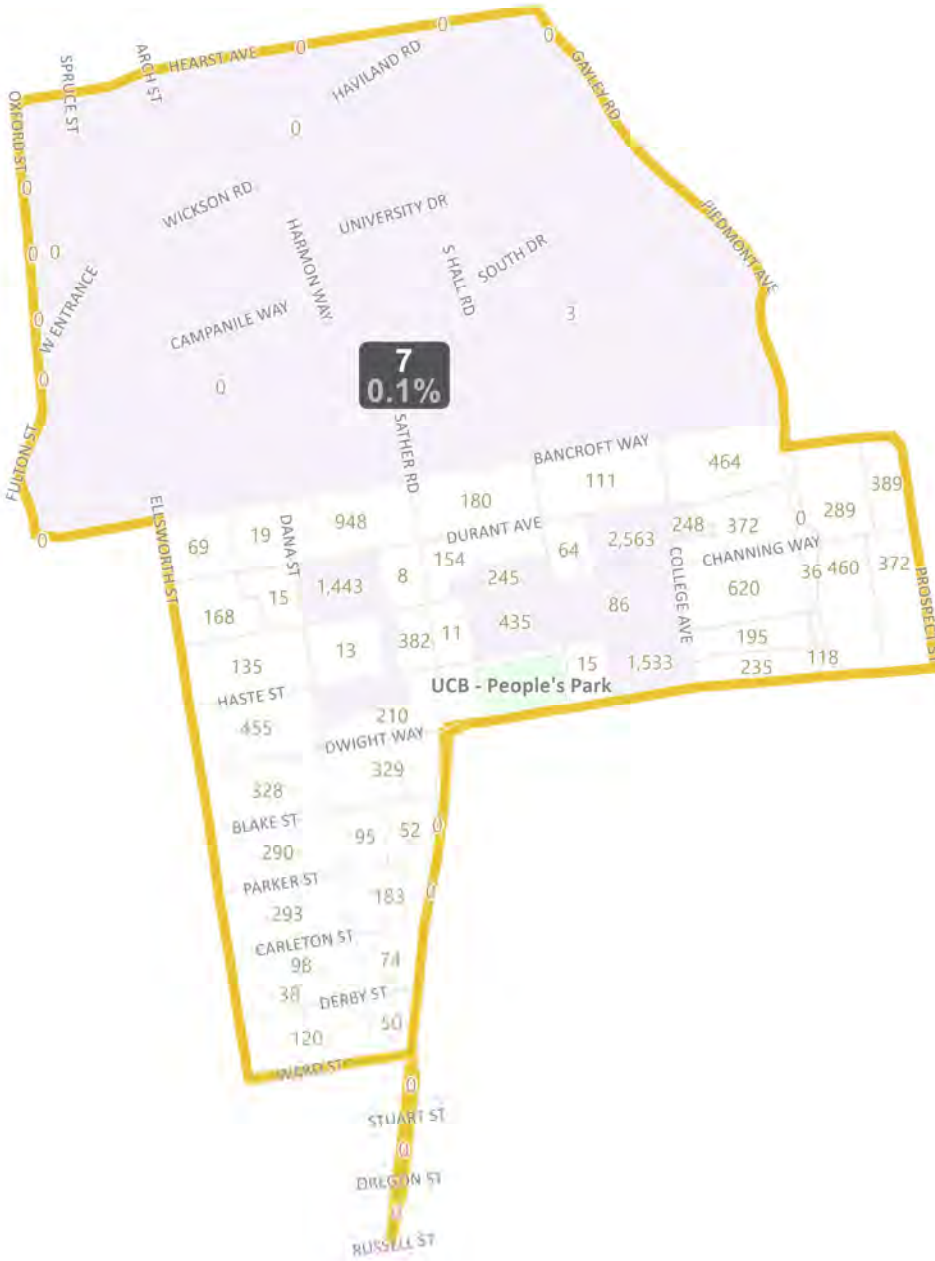 0
0
HEARST AVE
0
ARCH ST
SPRUCE ST
HAVILAND RD
GAYLEY RD
OXFORD ST
0
0
WICKSON RD
UNIVERSITY DR
PIEDMONT AVE
HARMON WAY
S HALL RD
SOUTH DR
0
0
W ENTRANCE
0
CAMPANILE WAY
3
7
0.1%
0
0
SATHER RD
FULTON ST
BANCROFT WAY
464
111
180
389
ELLSWORTH ST
0
69
19
DANA ST
948
DURANT AVE
2,563
248
372
0
289
64
154
CHANNING WAY
COLLEGE AVE
1,443
8
245
620
36
460
372
PROSPECT ST
168
15
86
435
382
11
195
13
135
15
1,533
235
118
HASTE ST
UCB - People's Park
455
210
DWIGHT WAY
329
328
BLAKE ST
95
52
0
290
PARKER ST
183
0
293
CARLETON ST
98
74
38
DERBY ST
120
50
WARD ST
0
STUART ST
0
OREGON ST
0
RUSSELL ST